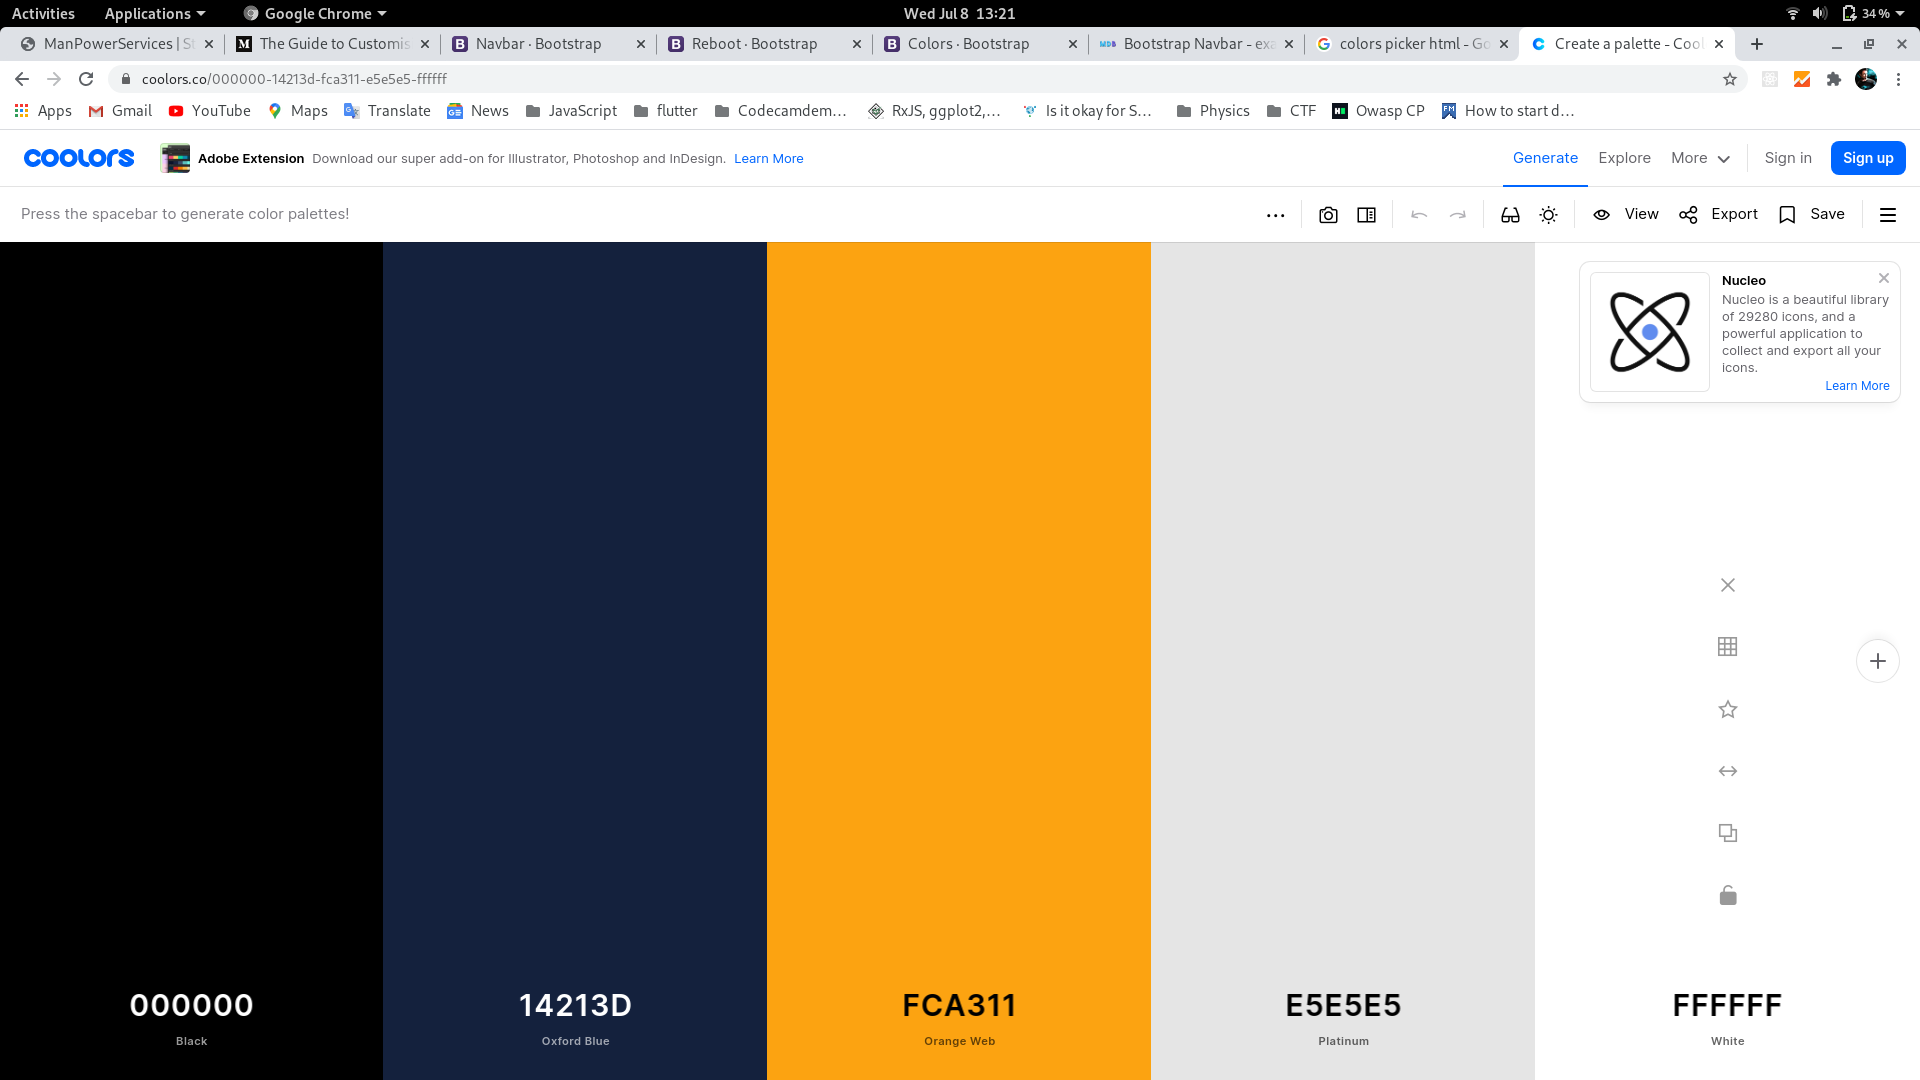 Activities Applications Google Chrome Wed Jul 8 13:21 34 %
ManPowerServices | St The Guide to Customis Navbar · Bootstrap Reboot · Bootstrap Colors · Bootstrap Bootstrap Navbar - exa colors picker html - Go Create a palette - Cool
coolors.co/000000-14213d-fca311-e5e5e5-ffffff
Apps Gmail YouTube Maps Translate News JavaScript flutter Codecamdem... RxJS, ggplot2,... Is it okay for S... Physics CTF Owasp CP How to start d...
coolors Adobe Extension Download our super add-on for Illustrator, Photoshop and InDesign. Learn More Generate Explore More Sign in Sign up
Press the spacebar to generate color palettes! View Export Save
Nucleo
Nucleo is a beautiful library
of 29280 icons, and a
powerful application to
collect and export all your
icons.
Learn More
000000 14213D FCA311 E5E5E5 FFFFFF
Black Oxford Blue Orange Web Platinum White